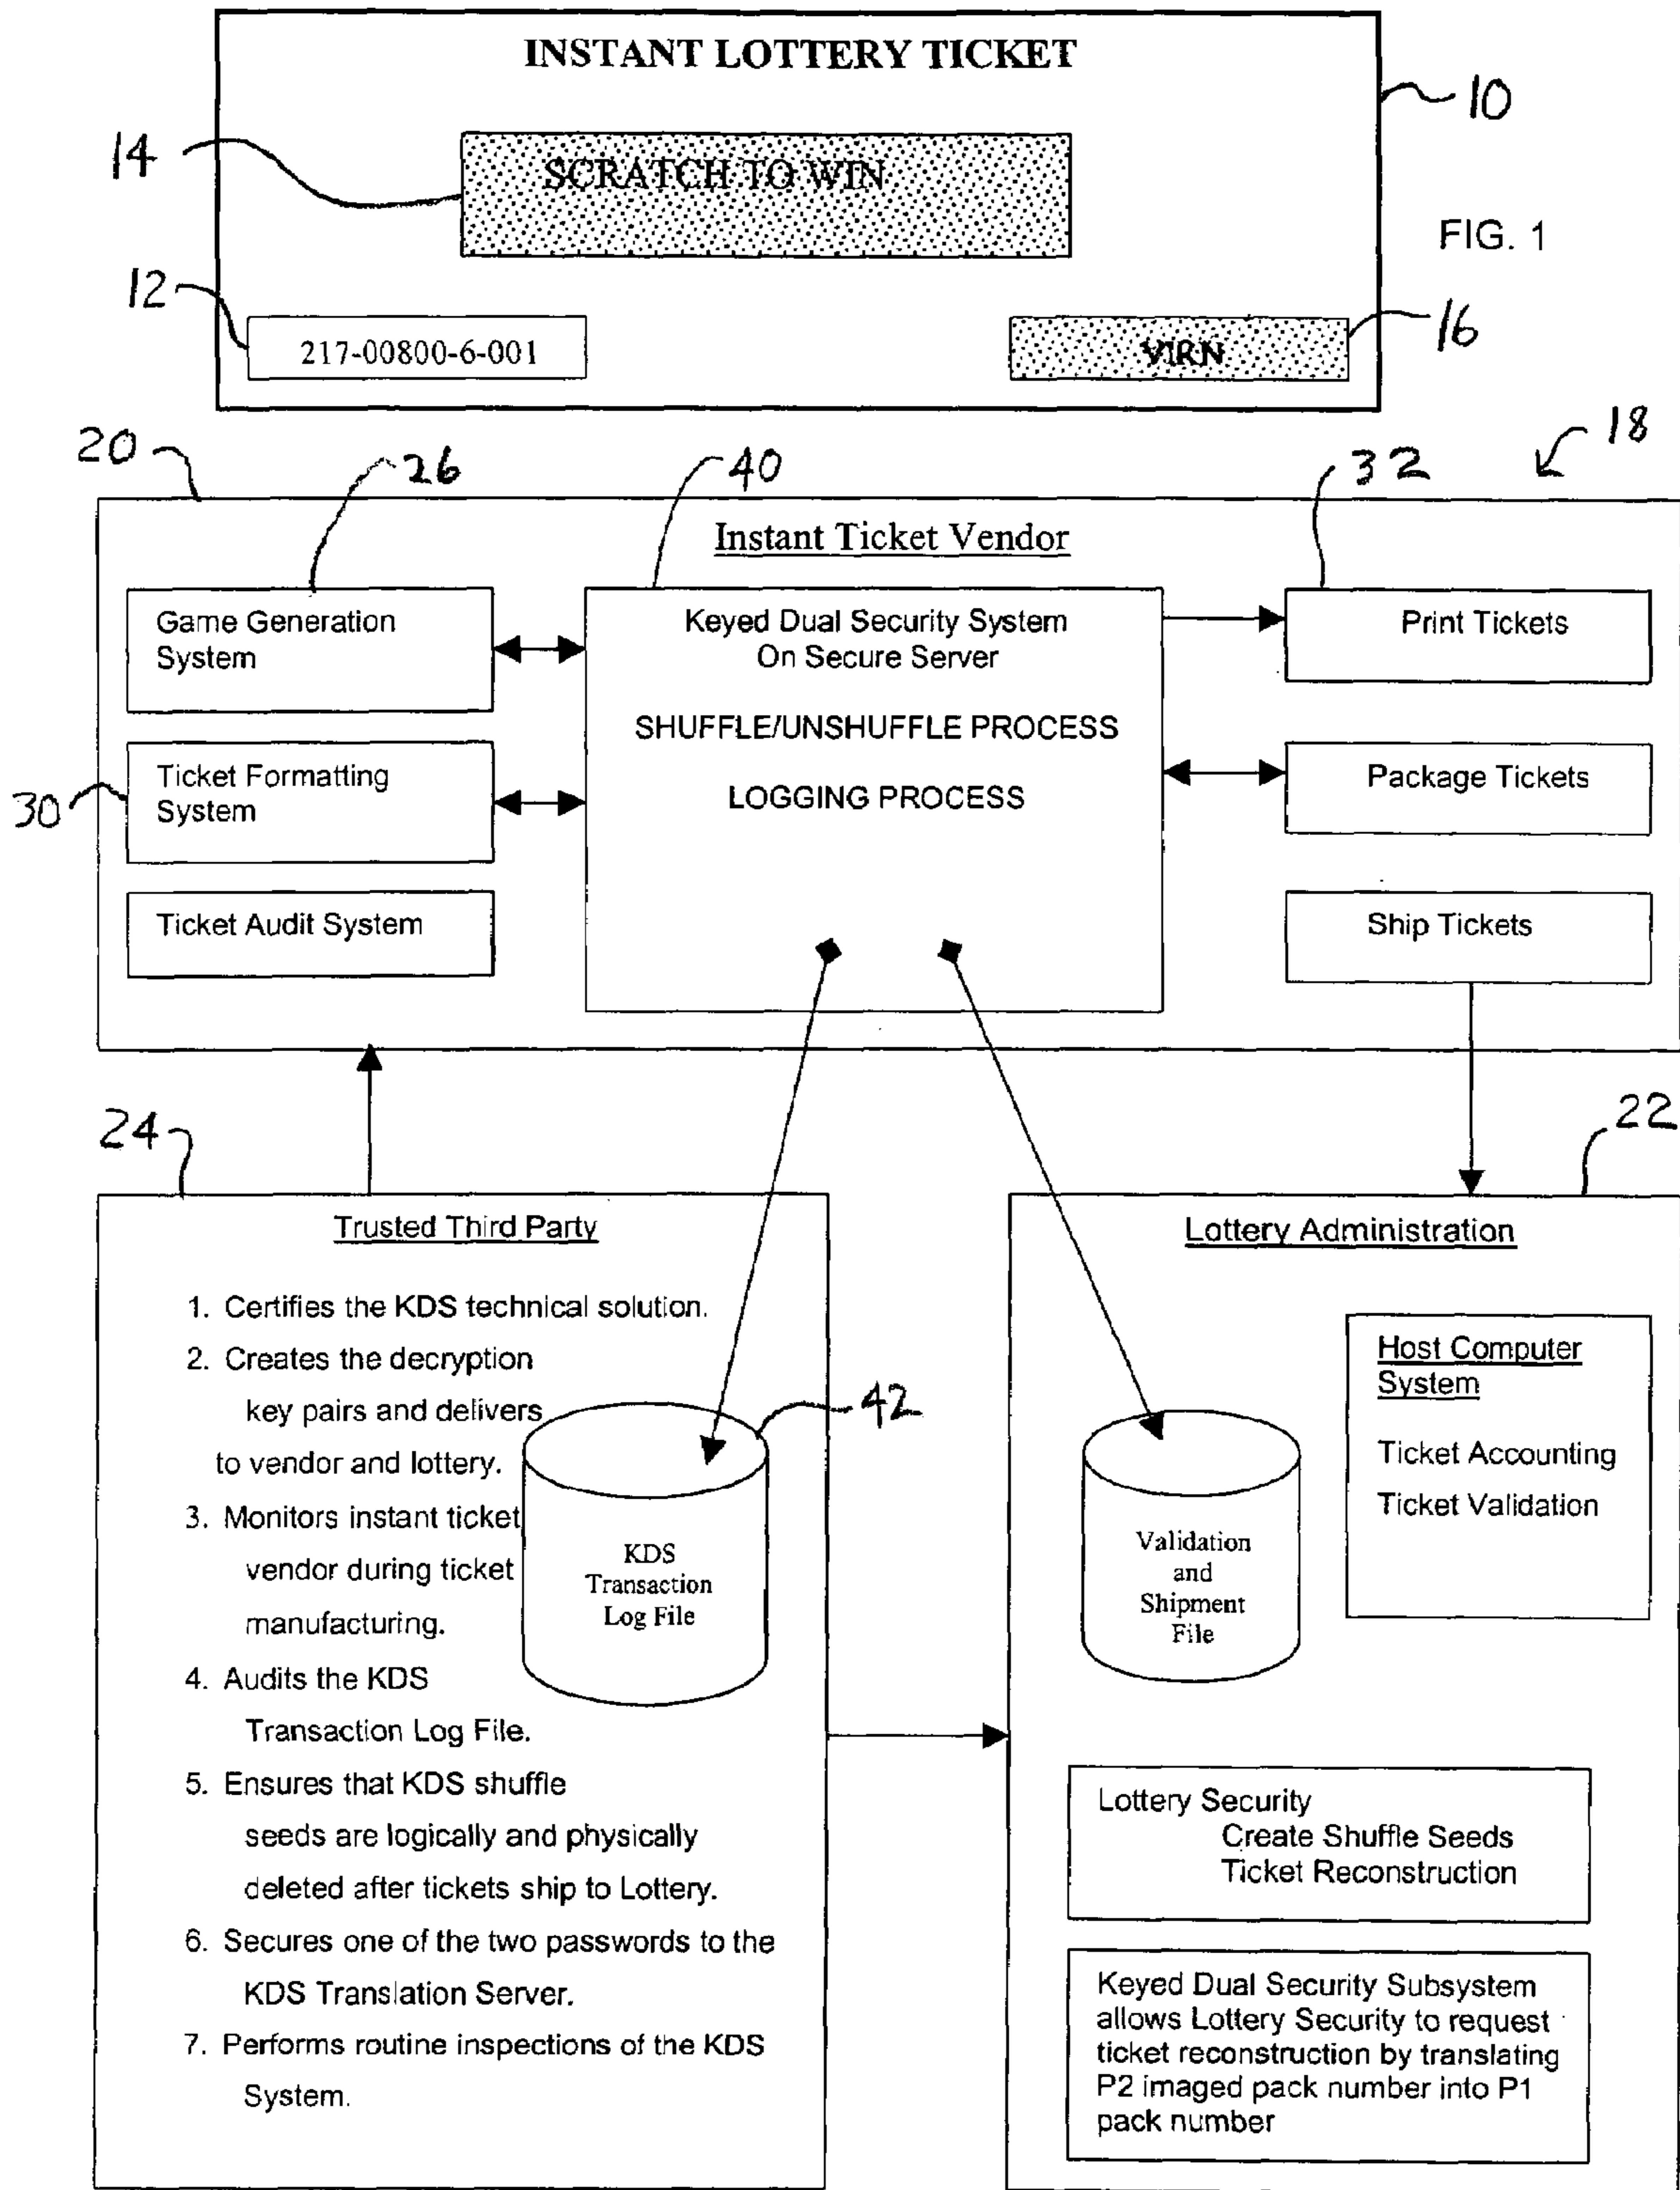 INSTANT LOTTERY TICKET
10
14
SCRATCH TO WIN
FIG. 1
12
217-00800-6-001
VIRN
16
18
20
26
40
32
Instant Ticket Vendor
Game Generation
System
Keyed Dual Security System
On Secure Server
SHUFFLE/UNSHUFFLE PROCESS
LOGGING PROCESS
Print Tickets
30
Ticket Formatting
System
Package Tickets
Ticket Audit System
Ship Tickets
24
22
Trusted Third Party
1. Certifies the KDS technical solution.
2. Creates the decryption
key pairs and delivers
to vendor and lottery.
3. Monitors instant ticket
vendor during ticket
manufacturing.
4. Audits the KDS
Transaction Log File.
5. Ensures that KDS shuffle
seeds are logically and physically
deleted after tickets ship to Lottery.
6. Secures one of the two passwords to the
KDS Translation Server.
7. Performs routine inspections of the KDS
System.
42
KDS
Transaction
Log File
Lottery Administration
Host Computer
System
Ticket Accounting
Ticket Validation
Validation
and
Shipment
File
Lottery Security
Create Shuffle Seeds
Ticket Reconstruction
Keyed Dual Security Subsystem
allows Lottery Security to request
ticket reconstruction by translating
P2 imaged pack number into P1
pack number